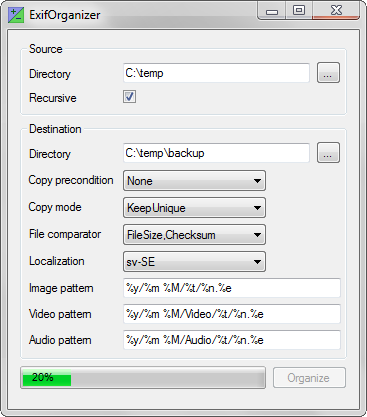 ExifOrganizer
Source
Directory C:\temp ...
Recursive
Destination
Directory C:\temp\backup ...
Copy precondition None
Copy mode KeepUnique
File comparator FileSize,Checksum
Localization sv-SE
Image pattern %y/%m %M/%t/%n.%e
Video pattern %y/%m %M/Video/%t/%n.%e
Audio pattern %y/%m %M/Audio/%t/%n.%e
20% Organize